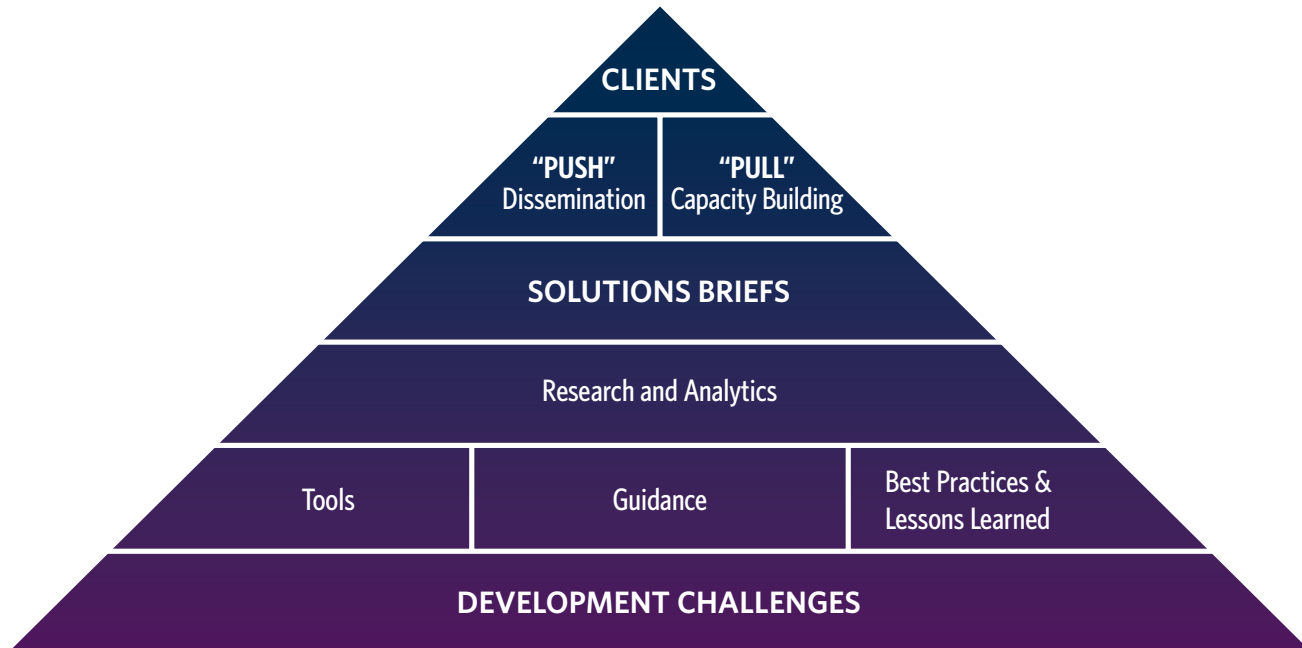 CLIENTS
“PUSH”
Dissemination
“PULL”
Capacity Building
SOLUTIONS BRIEFS
Research and Analytics
Tools
Guidance
Best Practices &
Lessons Learned
DEVELOPMENT CHALLENGES